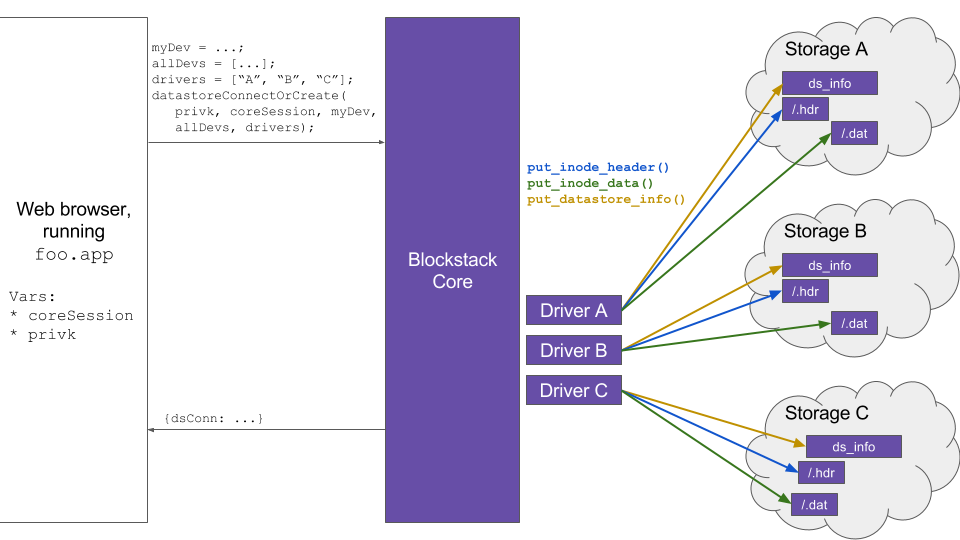 myDev = ...;
allDevs = [...];
drivers = [“A”, “B”, “C”];
datastoreConnectOrCreate(
privk, coreSession, myDev,
allDevs, drivers);
Web browser,
running
foo.app
Vars:
* coreSession
* privk
{dsConn: ...}
Blockstack
Core
put_inode_header()
put_inode_data()
put_datastore_info()
Driver A
Driver B
Driver C
Storage A
ds_info
/.hdr
/.dat
Storage B
ds_info
/.hdr
/.dat
Storage C
ds_info
/.hdr
/.dat